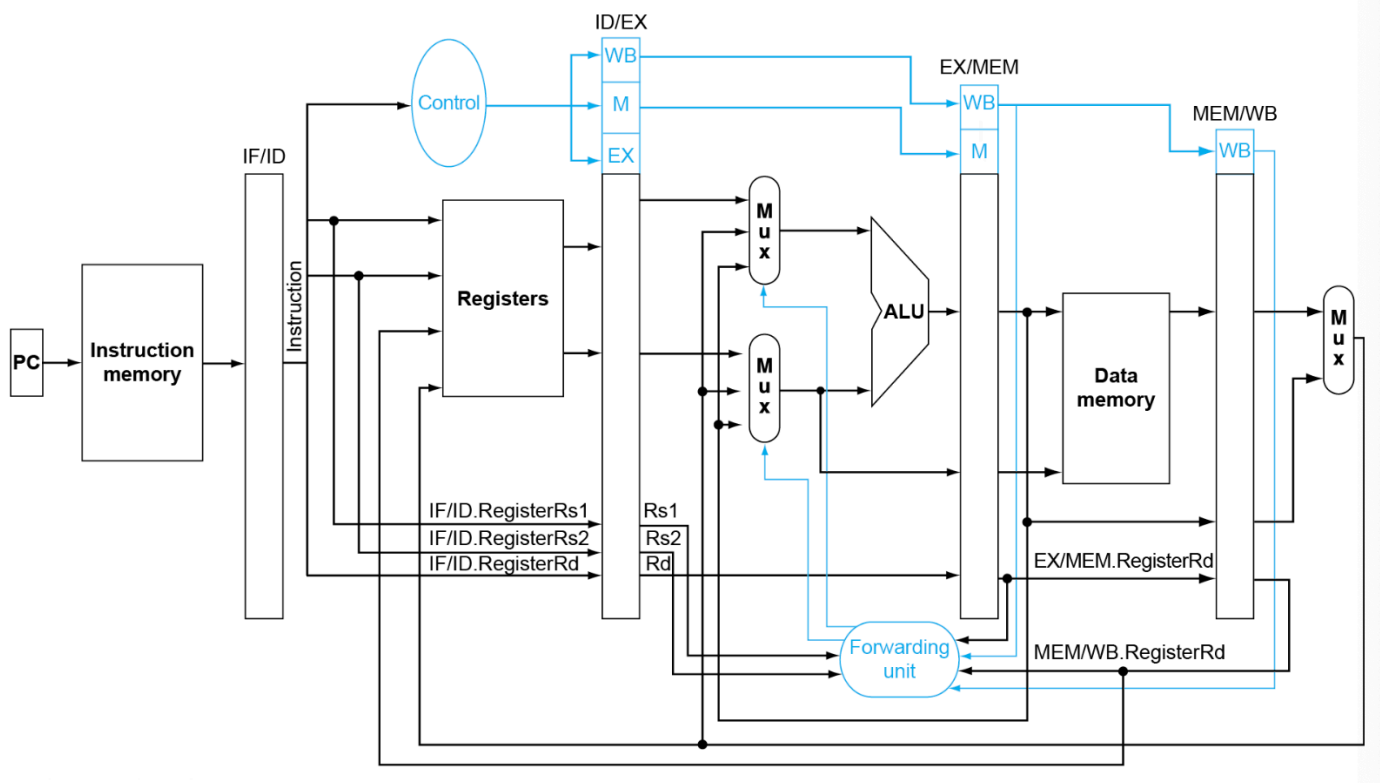 ID/EX
WB
EX/MEM
Control
M
WB
MEM/WB
IF/ID
EX
M
WB
M
u
x
Instruction
Registers
ALU
M
u
x
PC
Instruction
memory
M
u
x
Data
memory
IF/ID.RegisterRs1
Rs1
IF/ID.RegisterRs2
Rs2
IF/ID.RegisterRd
Rd
EX/MEM.RegisterRd
Forwarding
unit
MEM/WB.RegisterRd